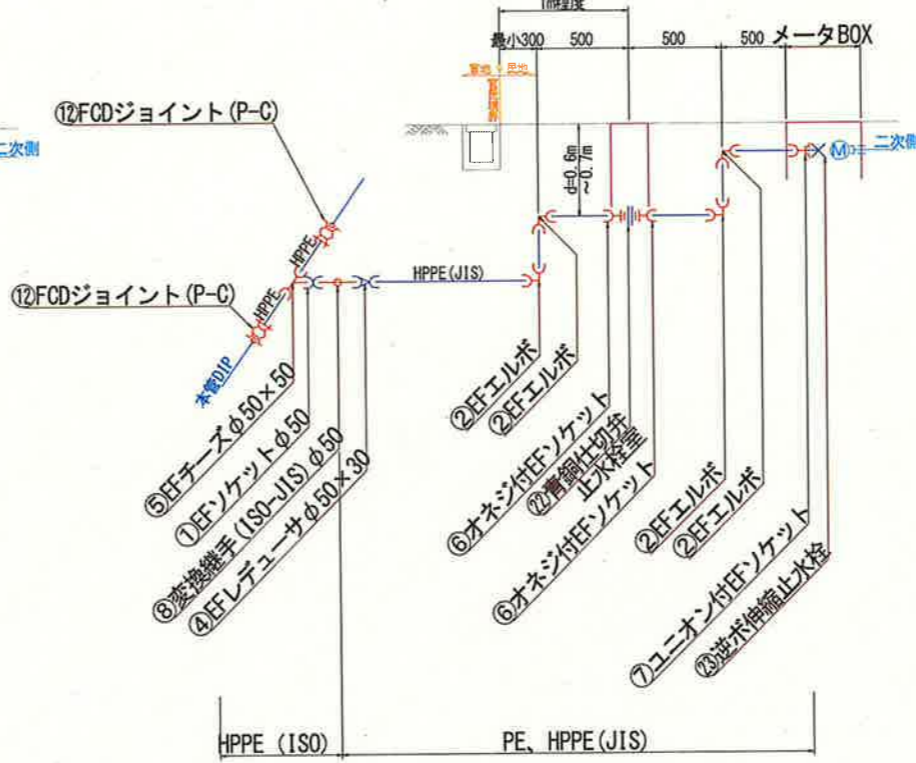 1m程度
最小300
500
500
500
メータBOX
官地
民地
⑫FCDジョイント(P-C)
二次側
二次側
M
d=0.6m
~0.7m
HPPE
HPPE(JIS)
⑫FCDジョイント(P-C)
HPPE
本管DIP
⑤EFチーズφ50×50
①EFソケットφ50
⑧変換継手(ISO-JIS)φ50
④EFレデューサφ50×30
②EFエルボ
②EFエルボ
⑥オネジ付EFソケット
㉒青銅仕切弁
止水栓室
⑥オネジ付EFソケット
②EFエルボ
②EFエルボ
⑦ユニオン付EFソケット
㉓逆ボ伸縮止水栓
HPPE (ISO)
PE、HPPE(JIS)